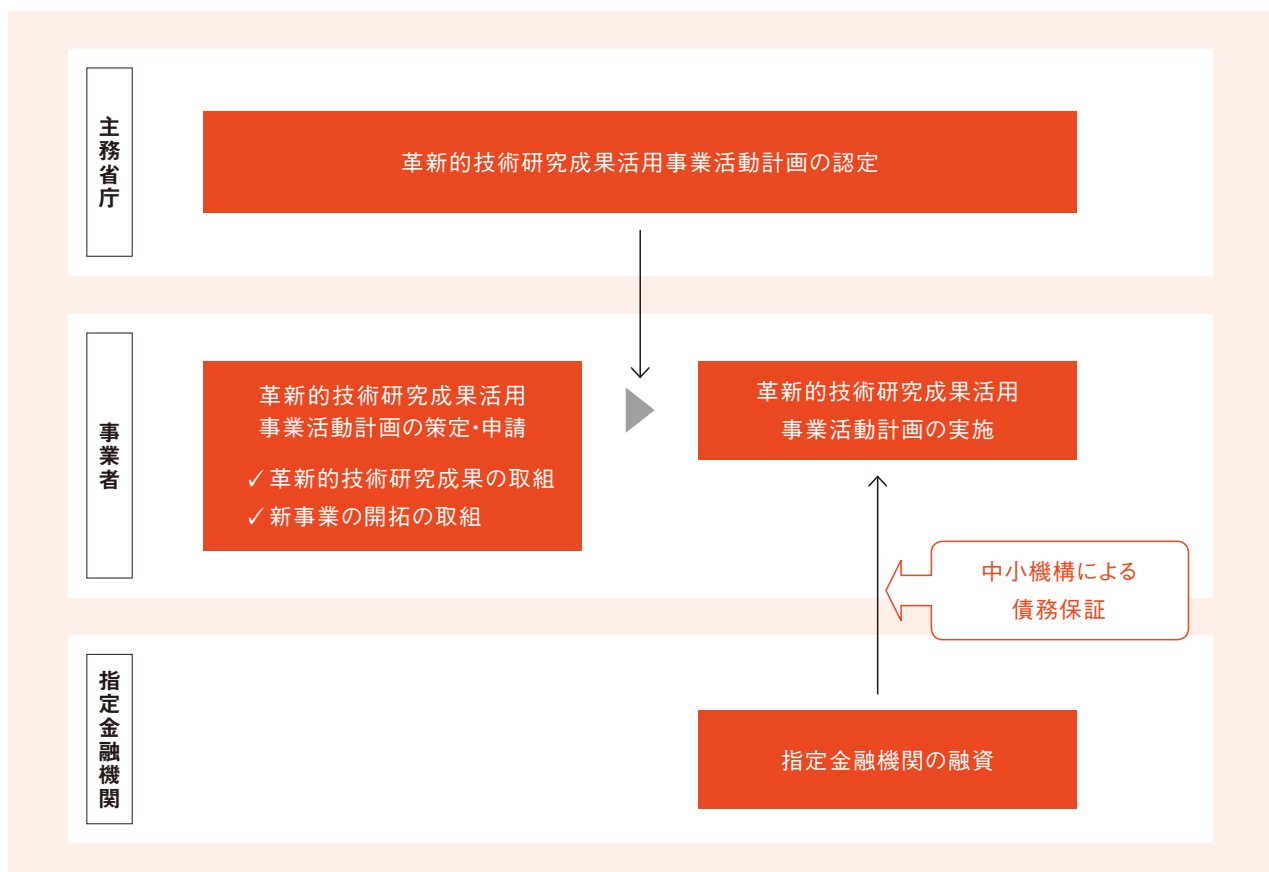 主務省庁
革新的技術研究成果活用事業活動計画の認定
事業者
革新的技術研究成果活用
事業活動計画の策定・申請
✓革新的技術研究成果の取組
✓新事業の開拓の取組
革新的技術研究成果活用
事業活動計画の実施
中小機構による
債務保証
指定金融機関
指定金融機関の融資